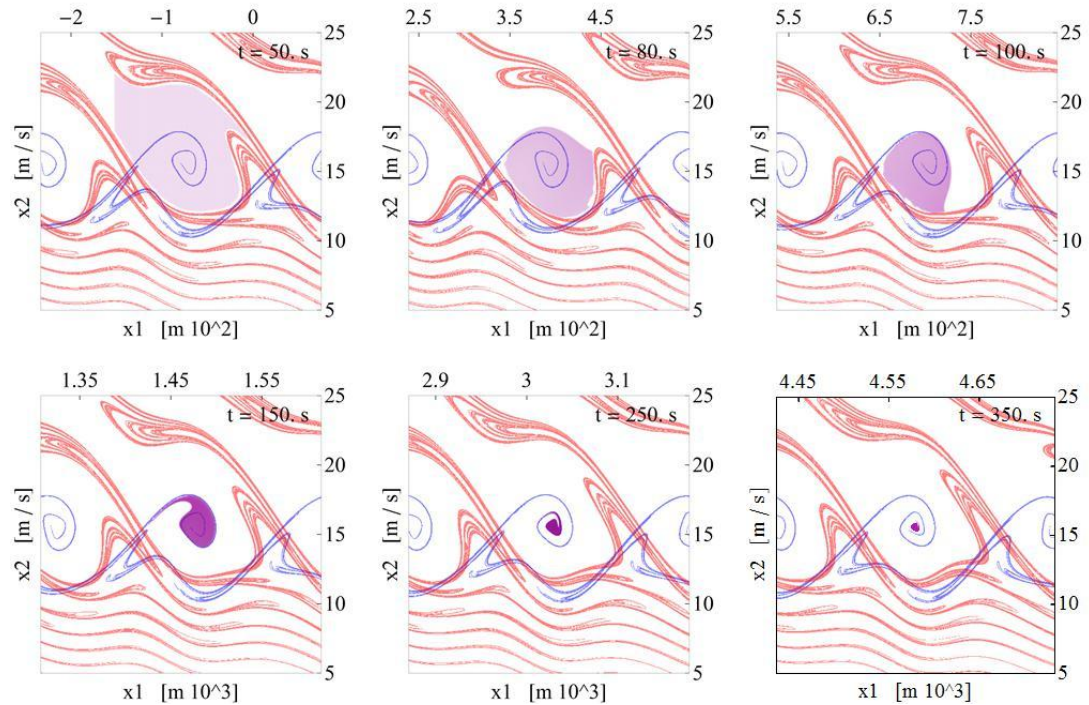 −2 −1 0
t = 50. s
25
20
15
10
5
x2 [m / s]
x1 [m 10^2]
2.5 3.5 4.5
t = 80. s
25
20
15
10
5
x2 [m / s]
x1 [m 10^2]
5.5 6.5 7.5
t = 100. s
25
20
15
10
5
x2 [m / s]
x1 [m 10^2]
1.35 1.45 1.55
t = 150. s
25
20
15
10
5
x2 [m / s]
x1 [m 10^3]
2.9 3 3.1
t = 250. s
25
20
15
10
5
x2 [m / s]
x1 [m 10^3]
4.45 4.55 4.65
t = 350. s
25
20
15
10
5
x2 [m / s]
x1 [m 10^3]